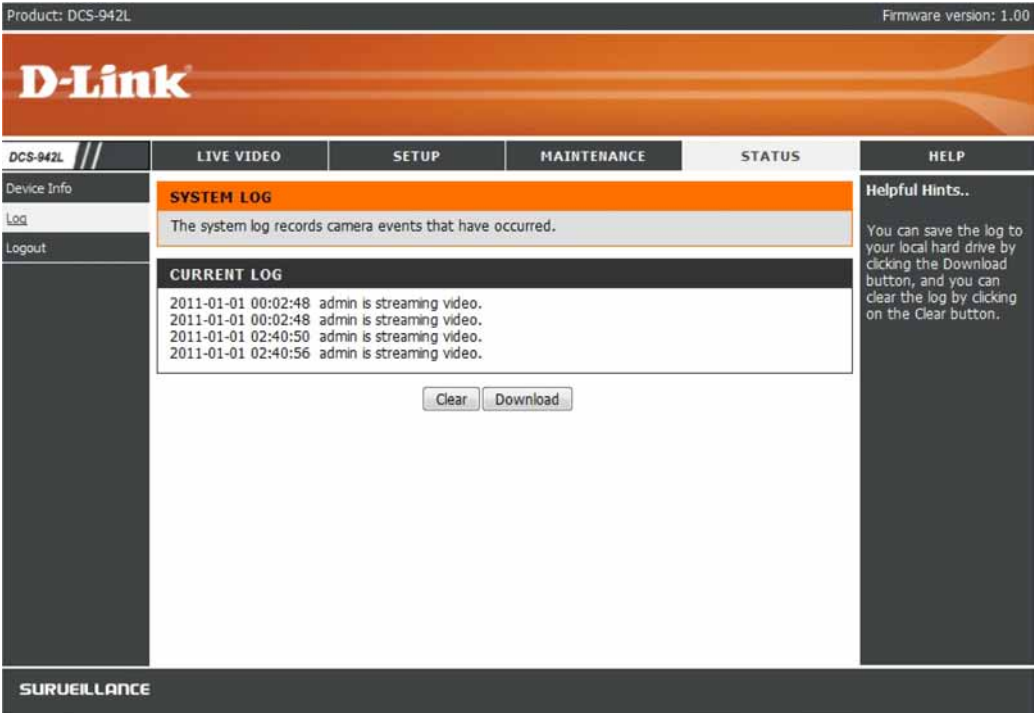 Product: DCS-942L
Firmware version: 1.00
D-Link
DCS-942L
LIVE VIDEO
SETUP
MAINTENANCE
STATUS
HELP
Device Info
Log
Logout
SYSTEM LOG
The system log records camera events that have occurred.
CURRENT LOG
2011-01-01 00:02:48 admin is streaming video.
2011-01-01 00:02:48 admin is streaming video.
2011-01-01 02:40:50 admin is streaming video.
2011-01-01 02:40:56 admin is streaming video.
Clear
Download
Helpful Hints..
You can save the log to
your local hard drive by
clicking the Download
button, and you can
clear the log by clicking
on the Clear button.
SURVEILLANCE